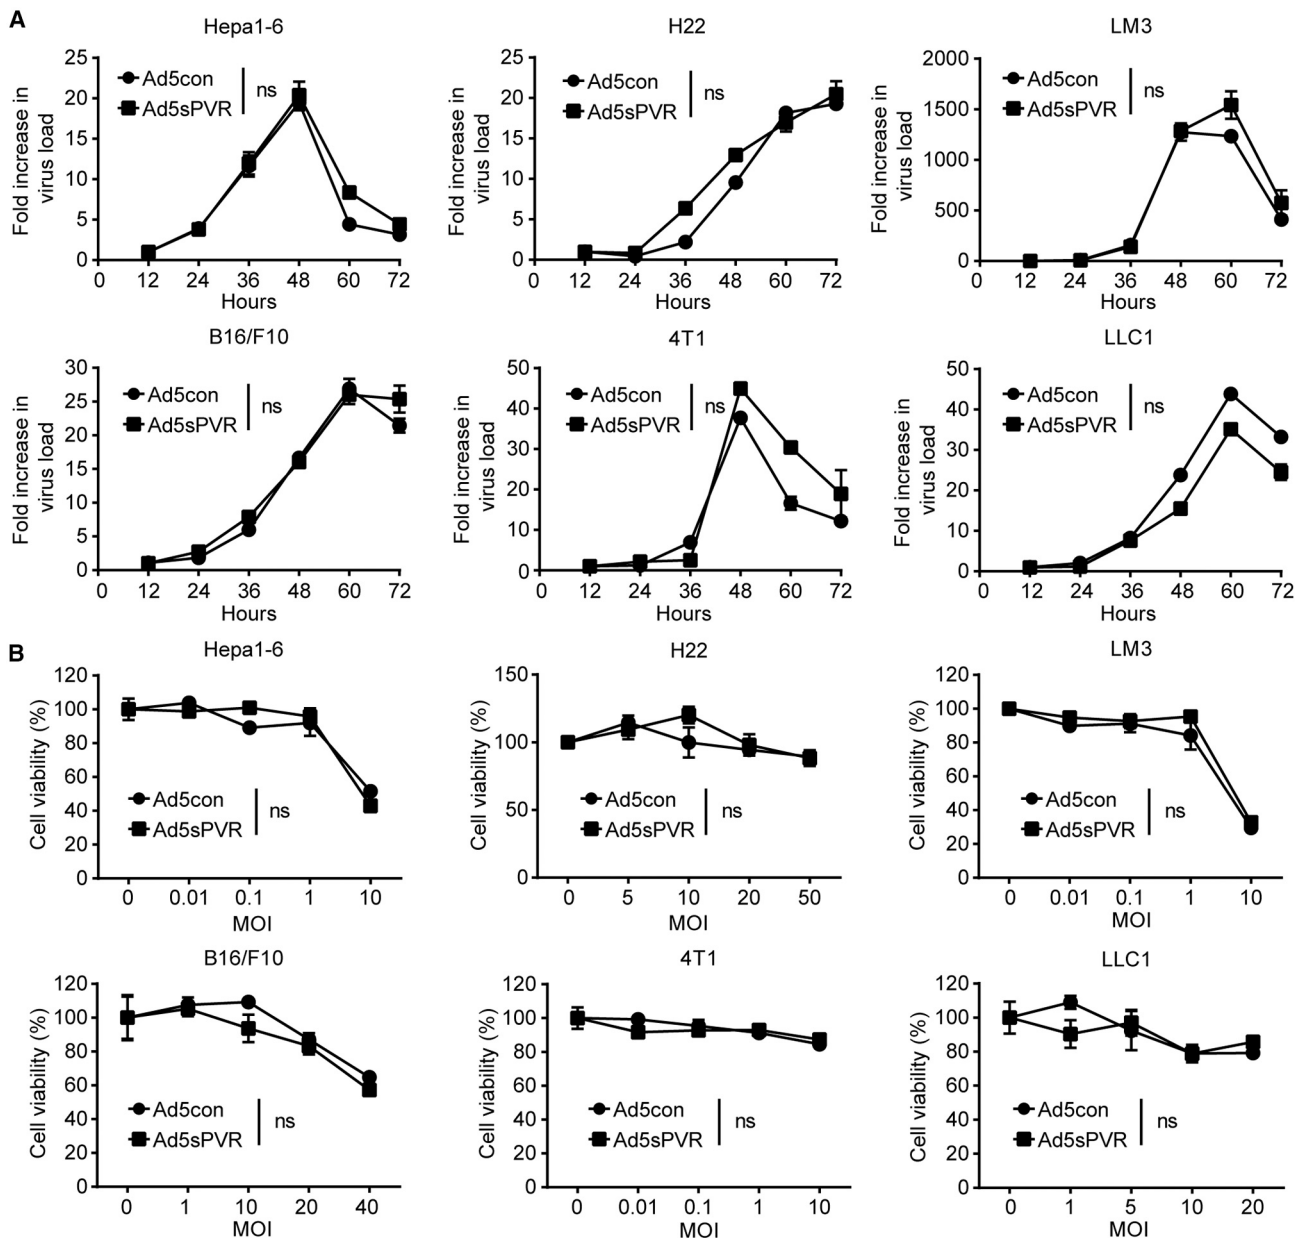 A
Hepa1-6
25
20
15
10
5
0
Fold increase in
virus load
Ad5con
Ad5sPVR
ns
0 12 24 36 48 60 72
Hours
H22
25
20
15
10
5
0
Fold increase in
virus load
Ad5con
Ad5sPVR
ns
0 12 24 36 48 60 72
Hours
LM3
2000
1500
1000
500
0
Fold increase in
virus load
Ad5con
Ad5sPVR
ns
0 12 24 36 48 60 72
Hours
B16/F10
30
25
20
15
10
5
0
Fold increase in
virus load
Ad5con
Ad5sPVR
ns
0 12 24 36 48 60 72
Hours
4T1
50
40
30
20
10
0
Fold increase in
virus load
Ad5con
Ad5sPVR
ns
0 12 24 36 48 60 72
Hours
LLC1
50
40
30
20
10
0
Fold increase in
virus load
Ad5con
Ad5sPVR
ns
0 12 24 36 48 60 72
Hours
B
Hepa1-6
120
100
80
60
40
20
0
Cell viability (%)
Ad5con
Ad5sPVR
ns
0 0.01 0.1 1 10
MOI
H22
150
100
50
0
Cell viability (%)
Ad5con
Ad5sPVR
ns
0 5 10 20 50
MOI
LM3
120
100
80
60
40
20
0
Cell viability (%)
Ad5con
Ad5sPVR
ns
0 0.01 0.1 1 10
MOI
B16/F10
120
100
80
60
40
20
0
Cell viability (%)
Ad5con
Ad5sPVR
ns
0 1 10 20 40
MOI
4T1
120
100
80
60
40
20
0
Cell viability (%)
Ad5con
Ad5sPVR
ns
0 0.01 0.1 1 10
MOI
LLC1
120
100
80
60
40
20
0
Cell viability (%)
Ad5con
Ad5sPVR
ns
0 1 5 10 20
MOI